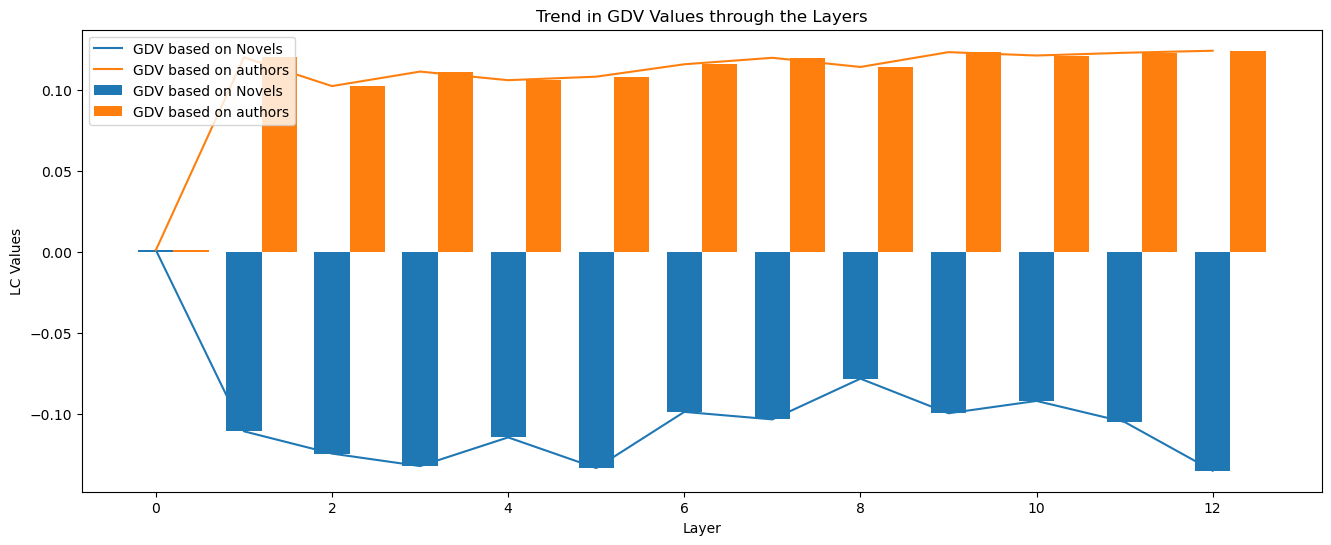 Trend in GDV Values through the Layers
GDV based on Novels
GDV based on authors
GDV based on Novels
GDV based on authors
0.10
0.05
0.00
−0.05
−0.10
LC Values
0 2 4 6 8 10 12
Layer